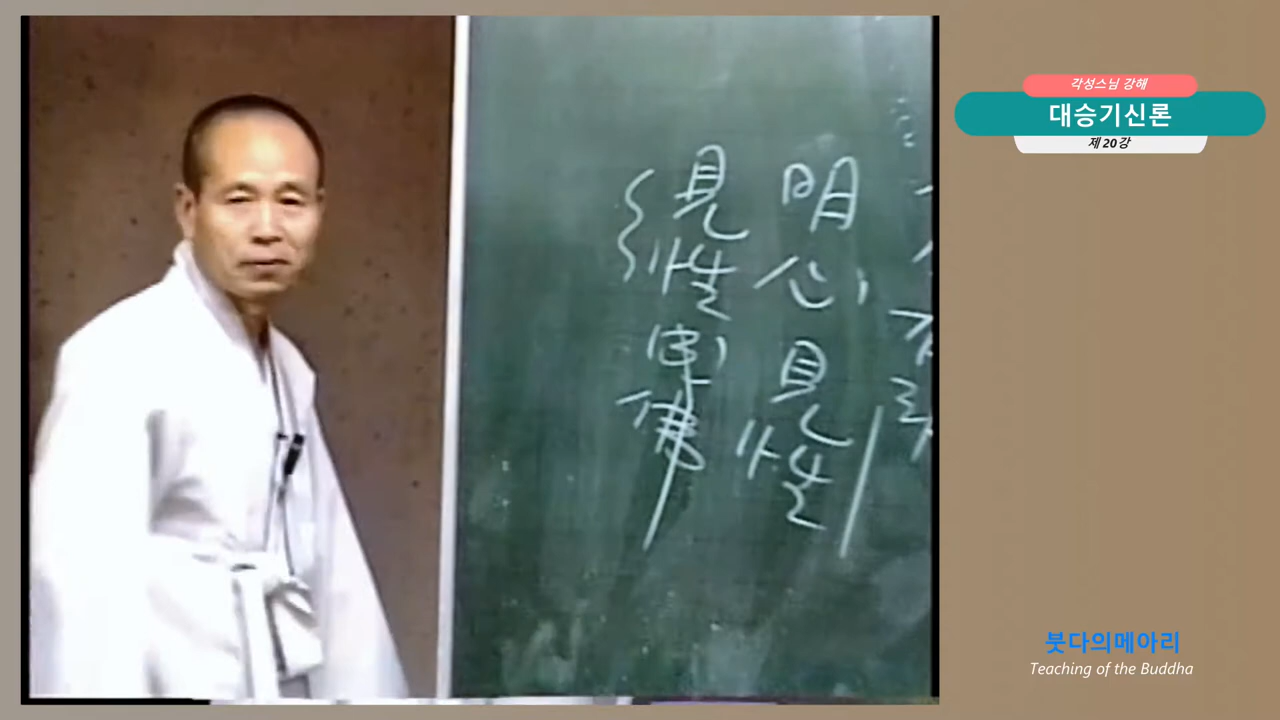 明心見性
見性佛
각성스님 강해
대승기신론
제 20강
붓다의메아리
Teaching of the Buddha